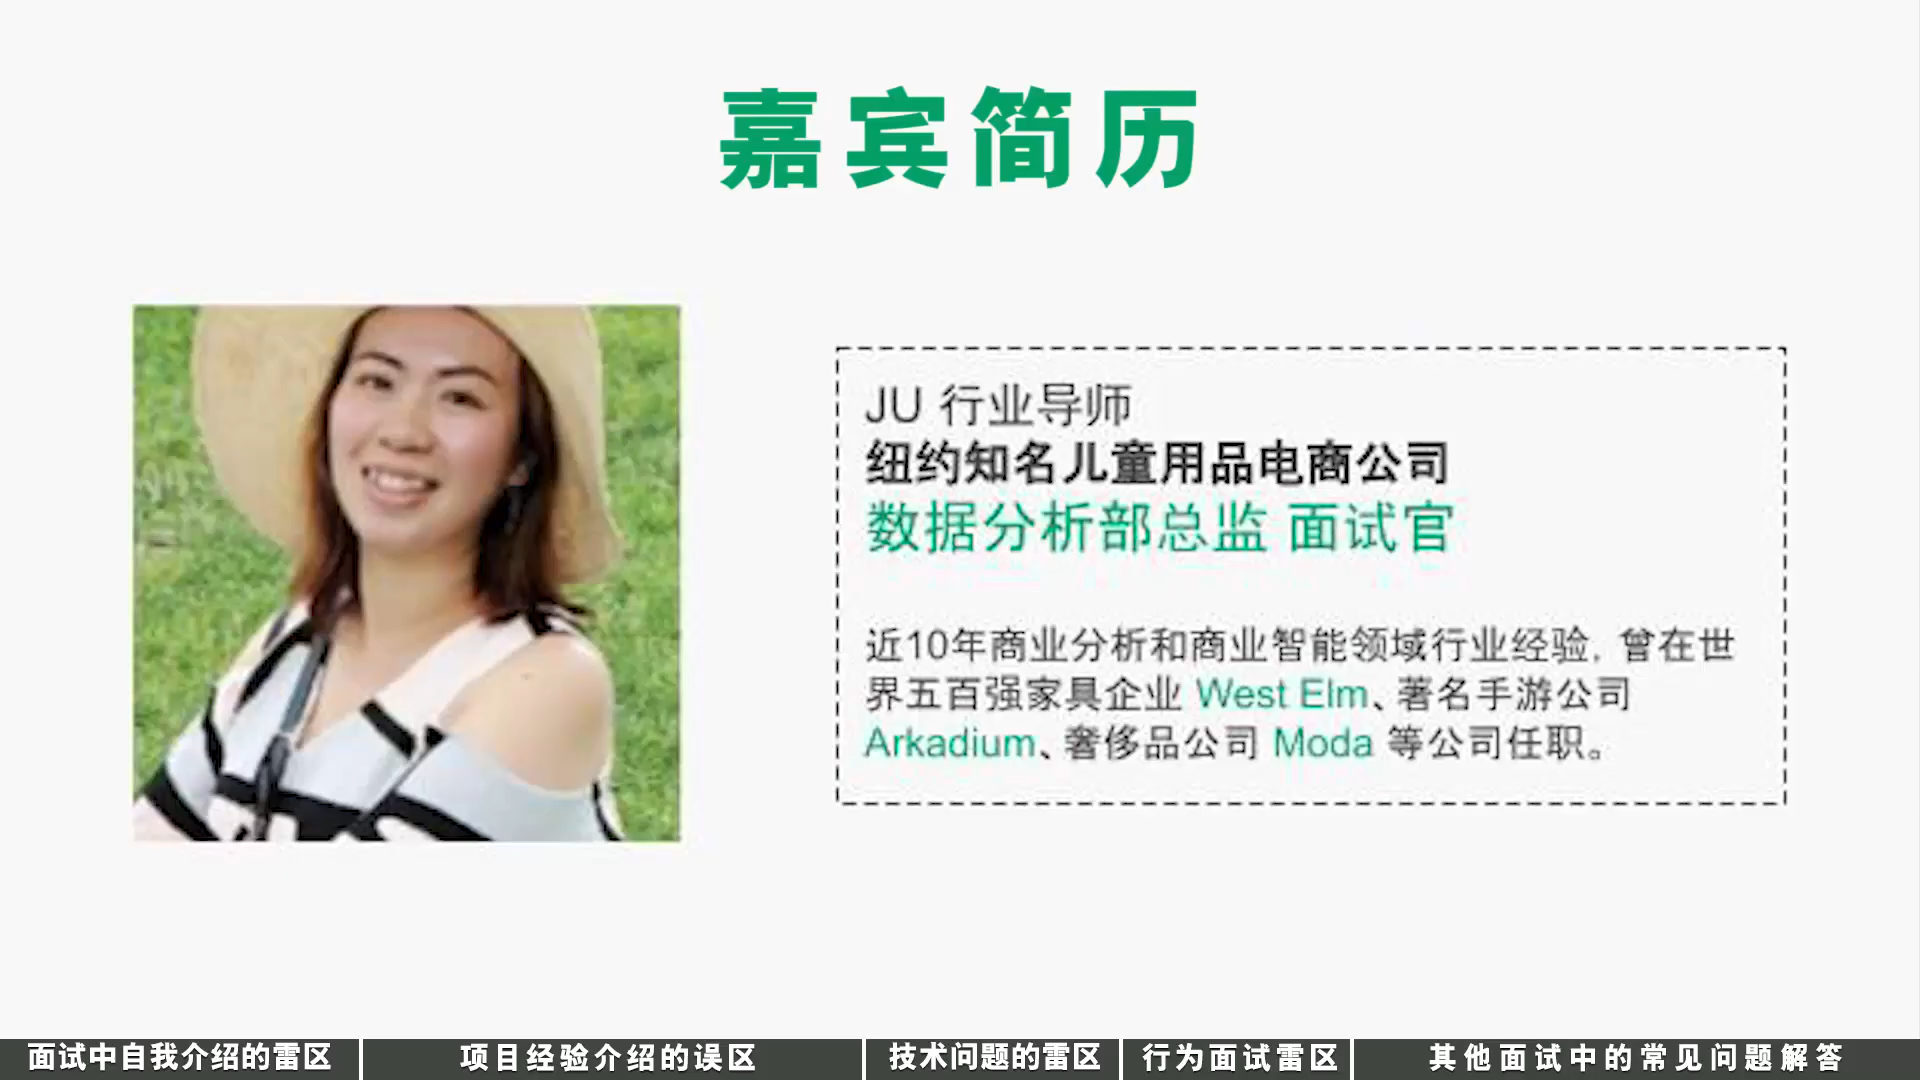 嘉宾简历
JU 行业导师
纽约知名儿童用品电商公司
数据分析部总监 面试官
近10年商业分析和商业智能领域行业经验, 曾在世
界五百强家具企业 West Elm、著名手游公司
Arkadium、奢侈品公司 Moda 等公司任职。
面试中自我介绍的雷区
项目经验介绍的误区
技术问题的雷区
行为面试雷区
其他面试中的常见问题解答